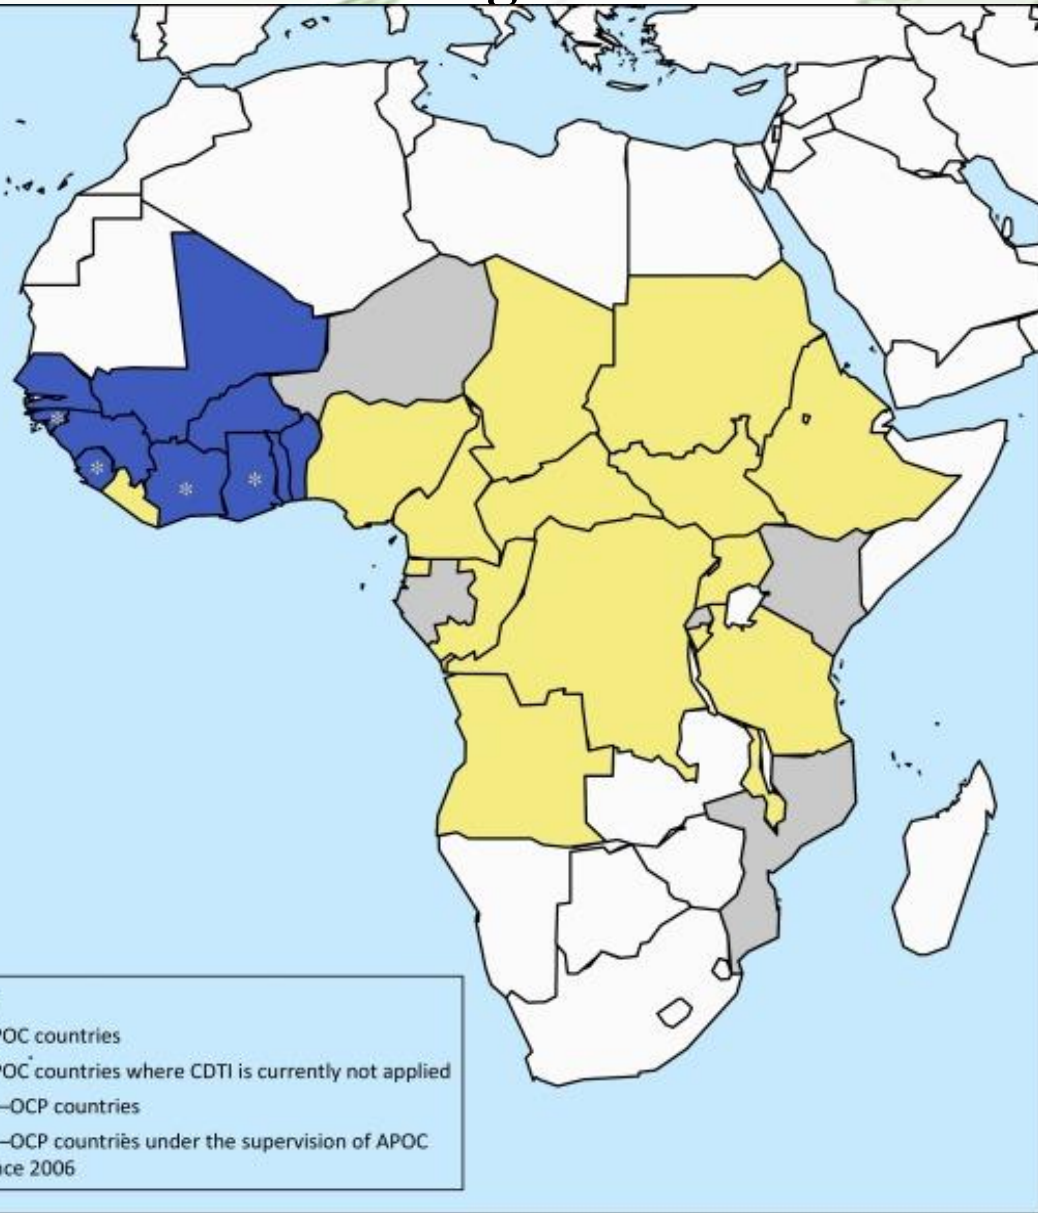 POC countries
POC countries where CDTI is currently not applied
–OCP countries
–OCP countries under the supervision of APOC
nce 2006